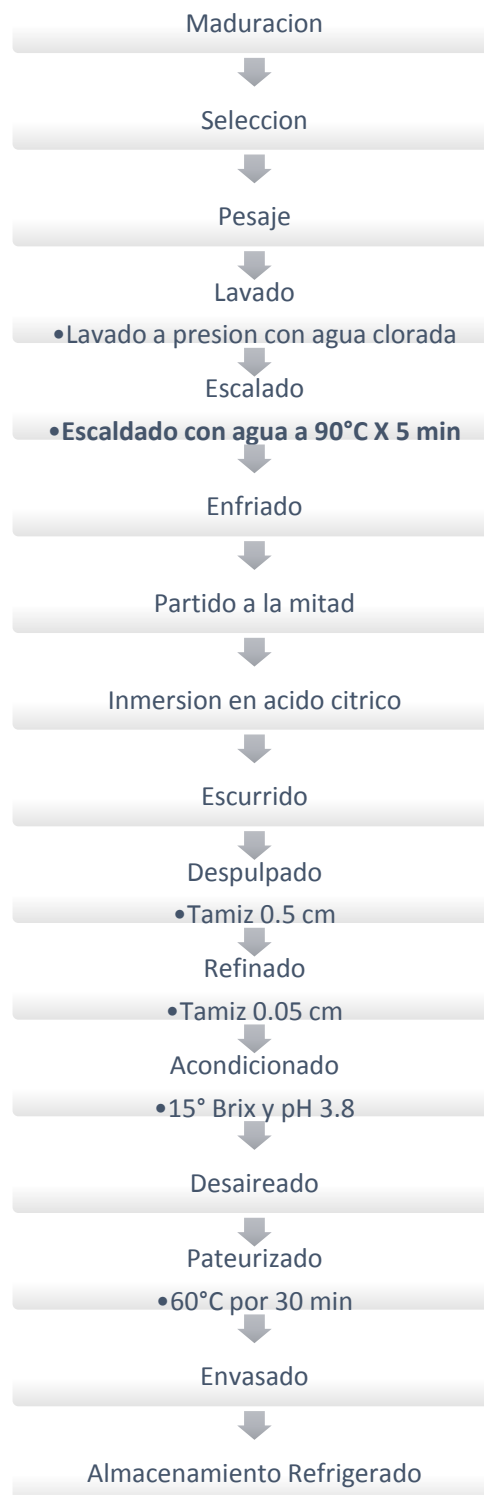 Maduracion
Seleccion
Pesaje
Lavado
•Lavado a presion con agua clorada
Escalado
•Escaldado con agua a 90°C X 5 min
Enfriado
Partido a la mitad
Inmersion en acido citrico
Escurrido
Despulpado
•Tamiz 0.5 cm
Refinado
•Tamiz 0.05 cm
Acondicionado
•15° Brix y pH 3.8
Desaireado
Pateurizado
•60°C por 30 min
Envasado
Almacenamiento Refrigerado